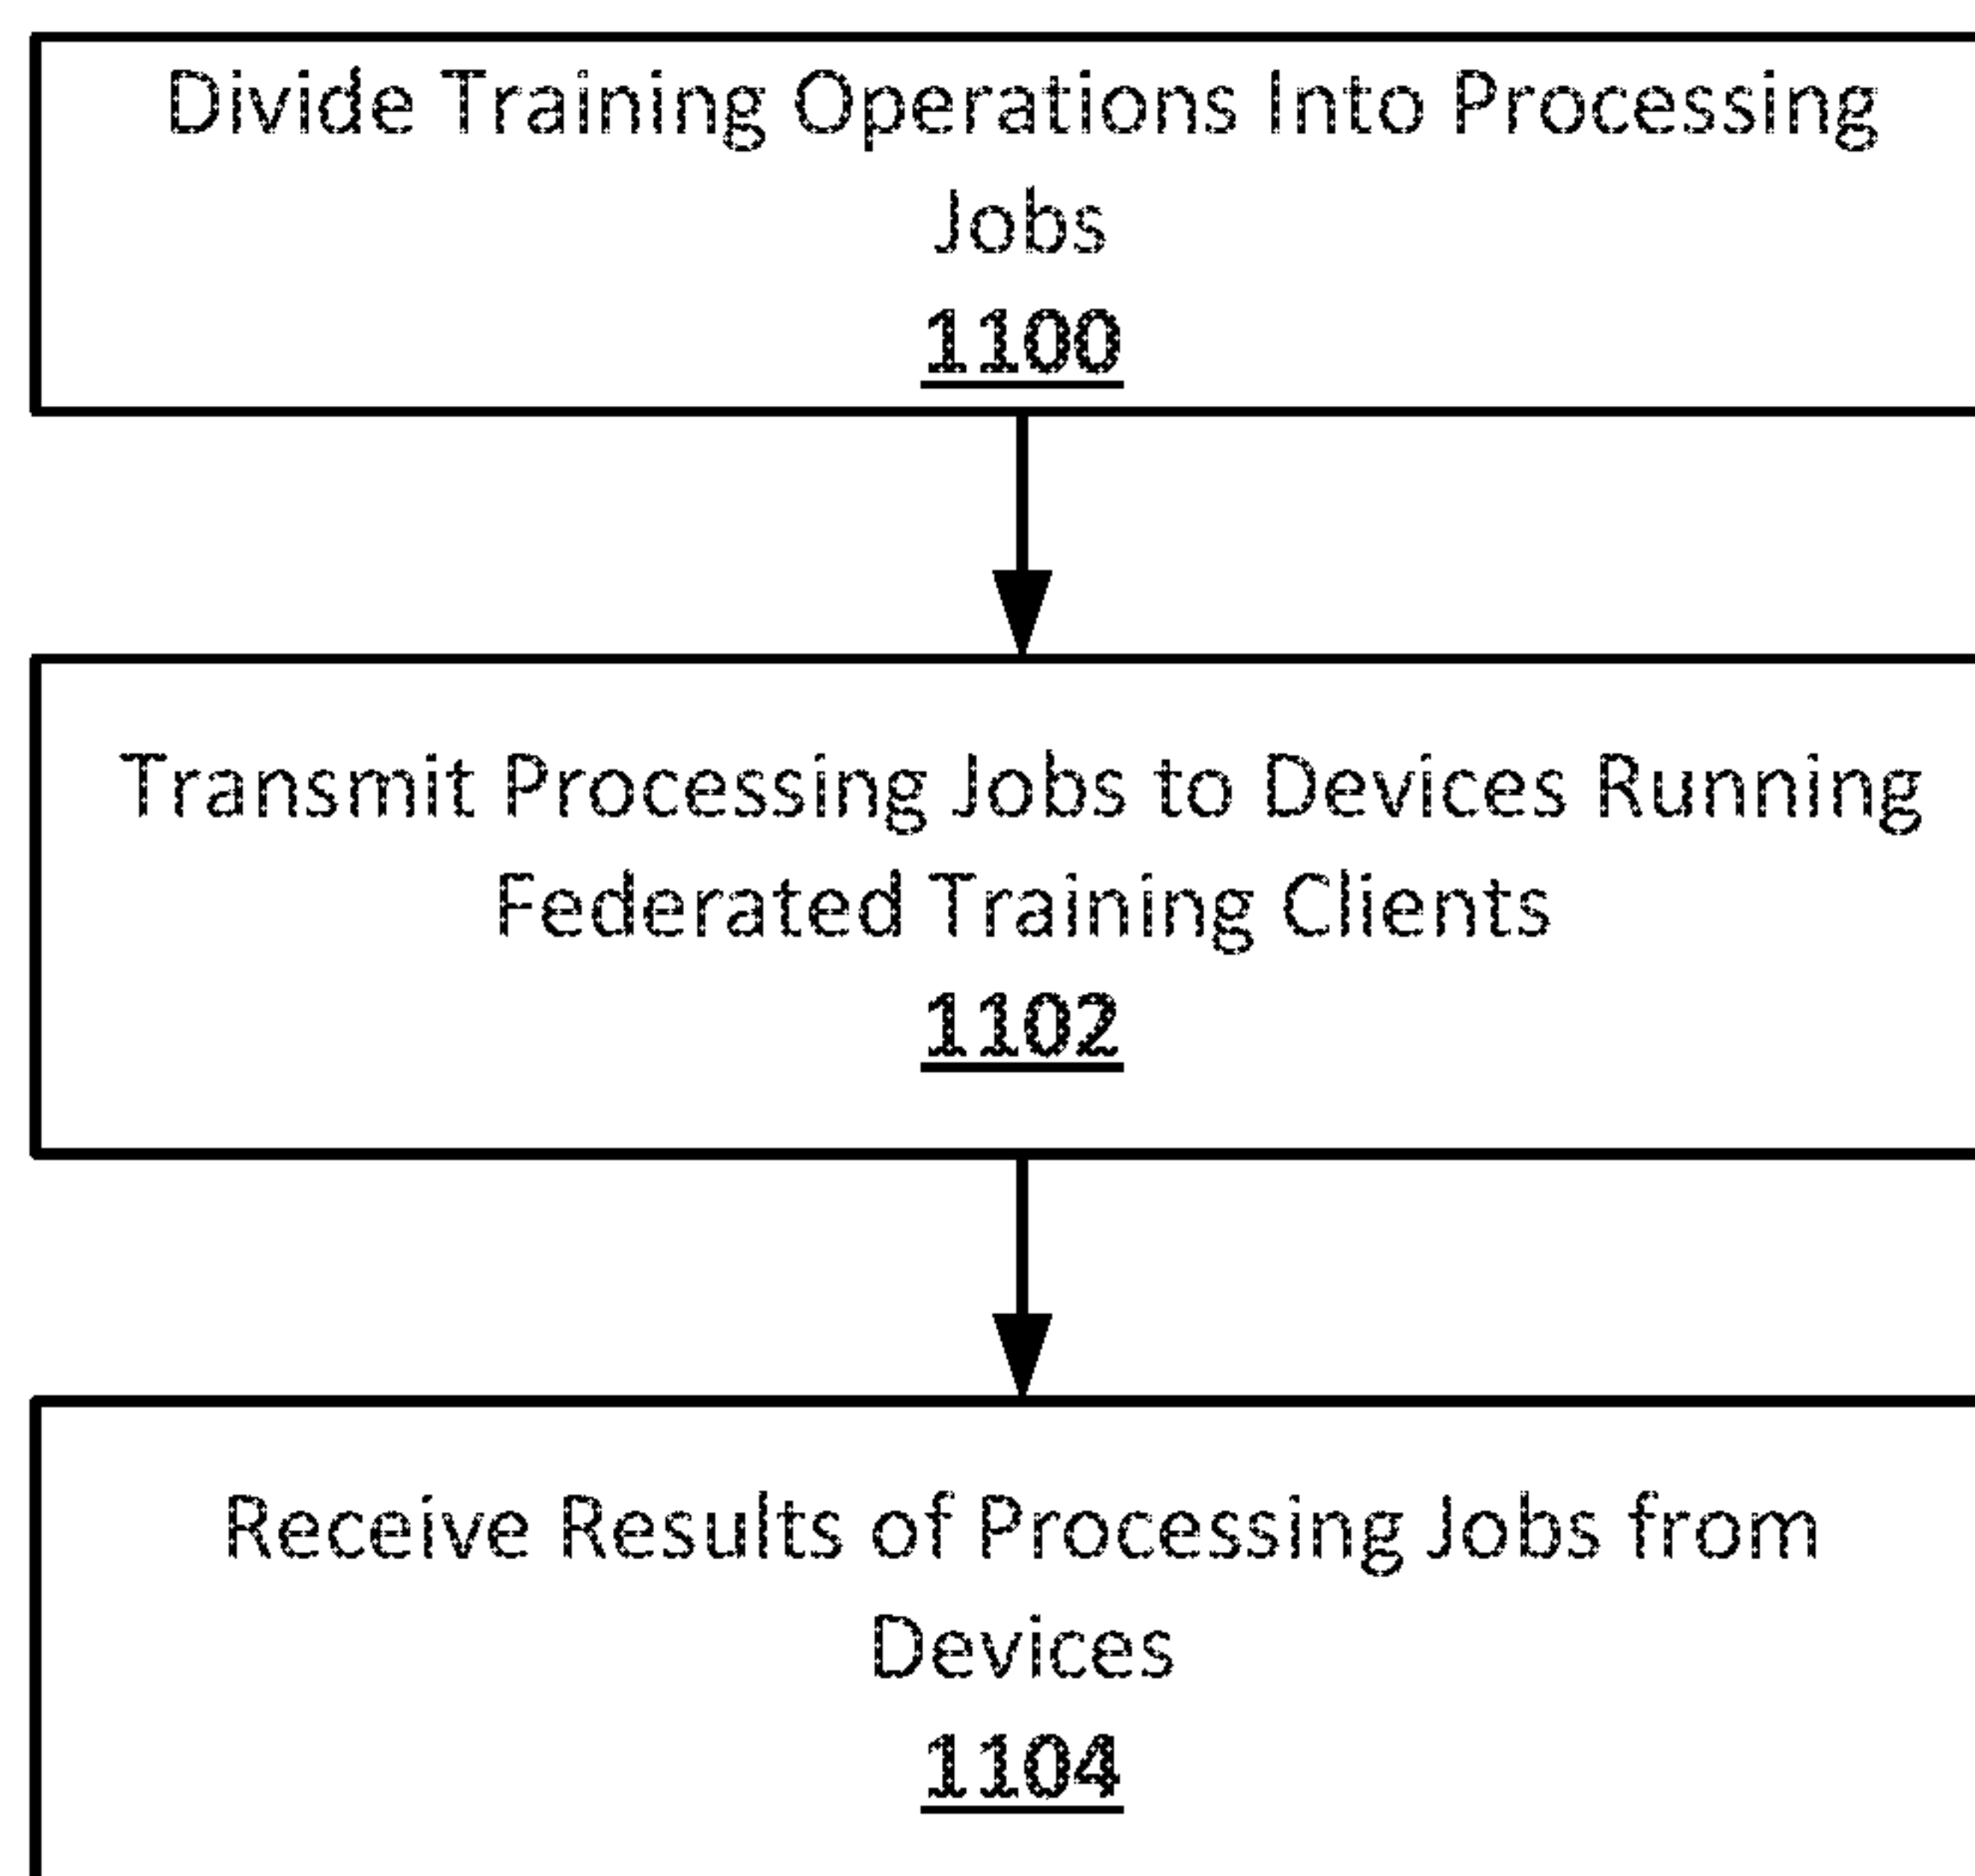 Divide Training Operations Into Processing
Jobs
1100
Transmit Processing Jobs to Devices Running
Federated Training Clients
1102
Receive Results of Processing Jobs from
Devices
1104